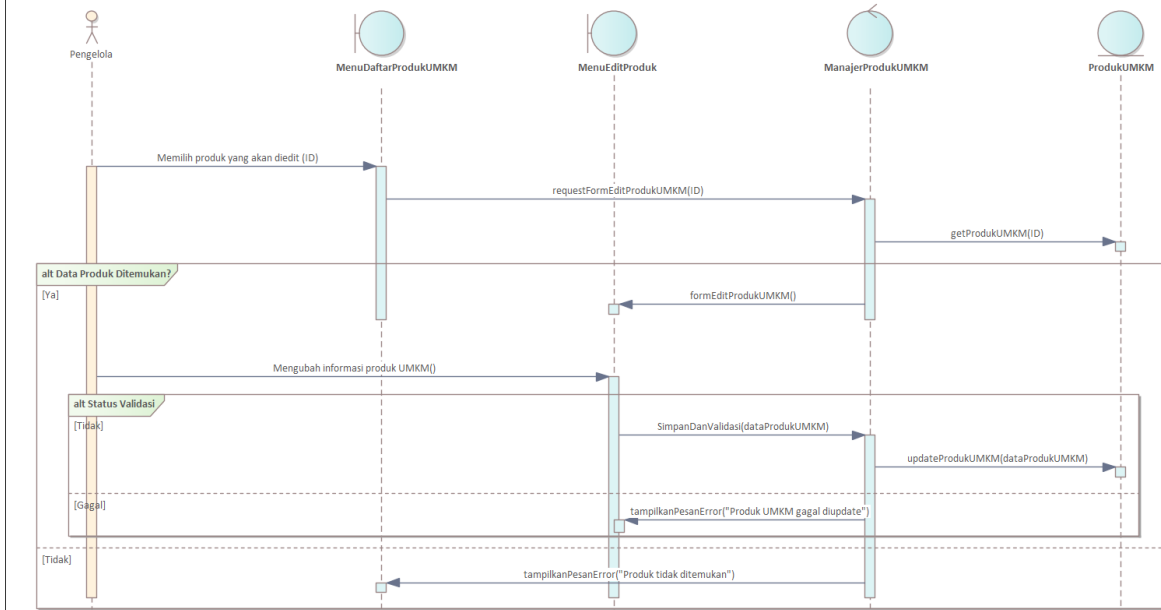 Pengelola
MenuDaftarProdukUMKM
MenuEditProduk
ManajerProdukUMKM
ProdukUMKM
Memilih produk yang akan diedit (ID)
requestFormEditProdukUMKM(ID)
getProdukUMKM(ID)
alt Data Produk Ditemukan?
[Ya]
formEditProdukUMKM()
Mengubah informasi produk UMKM()
alt Status Validasi
[Tidak]
SimpanDanValidasi(dataProdukUMKM)
updateProdukUMKM(dataProdukUMKM)
[Gagal]
tampilkanPesanError("Produk UMKM gagal diupdate")
[Tidak]
tampilkanPesanError("Produk tidak ditemukan")